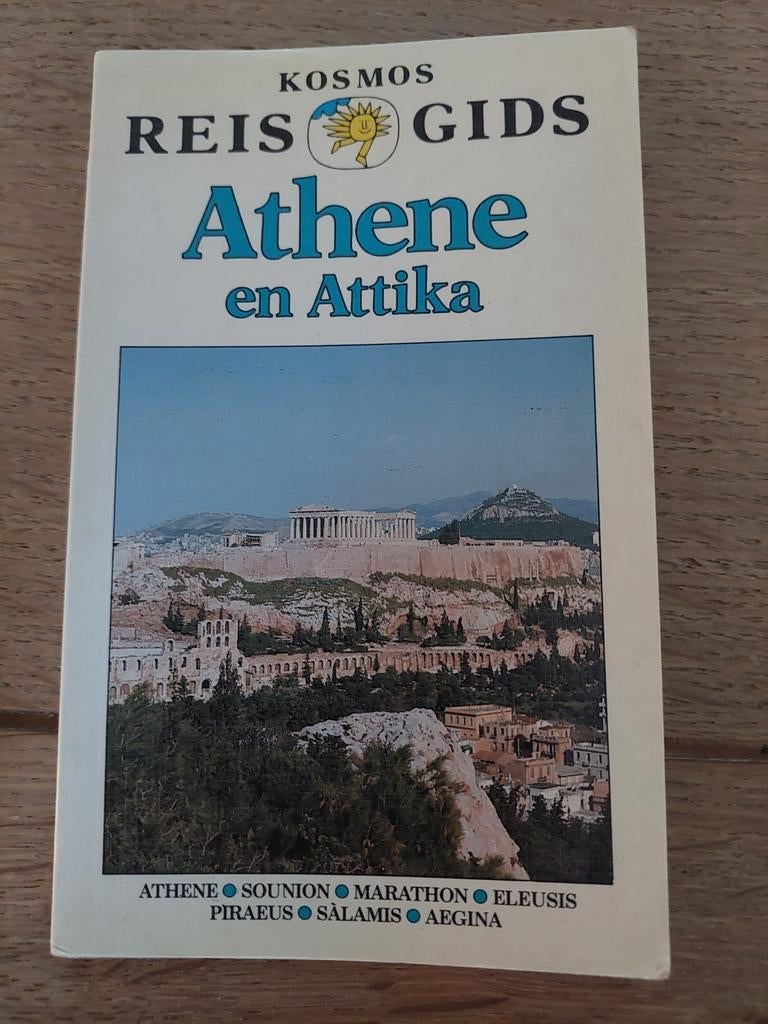 KOSMOS
REIS GIDS
Athene
en Attika
ATHENE ● SOUNION ● MARATHON ● ELEUSIS
PIRAEUS ● SÀLAMIS ● AEGINA